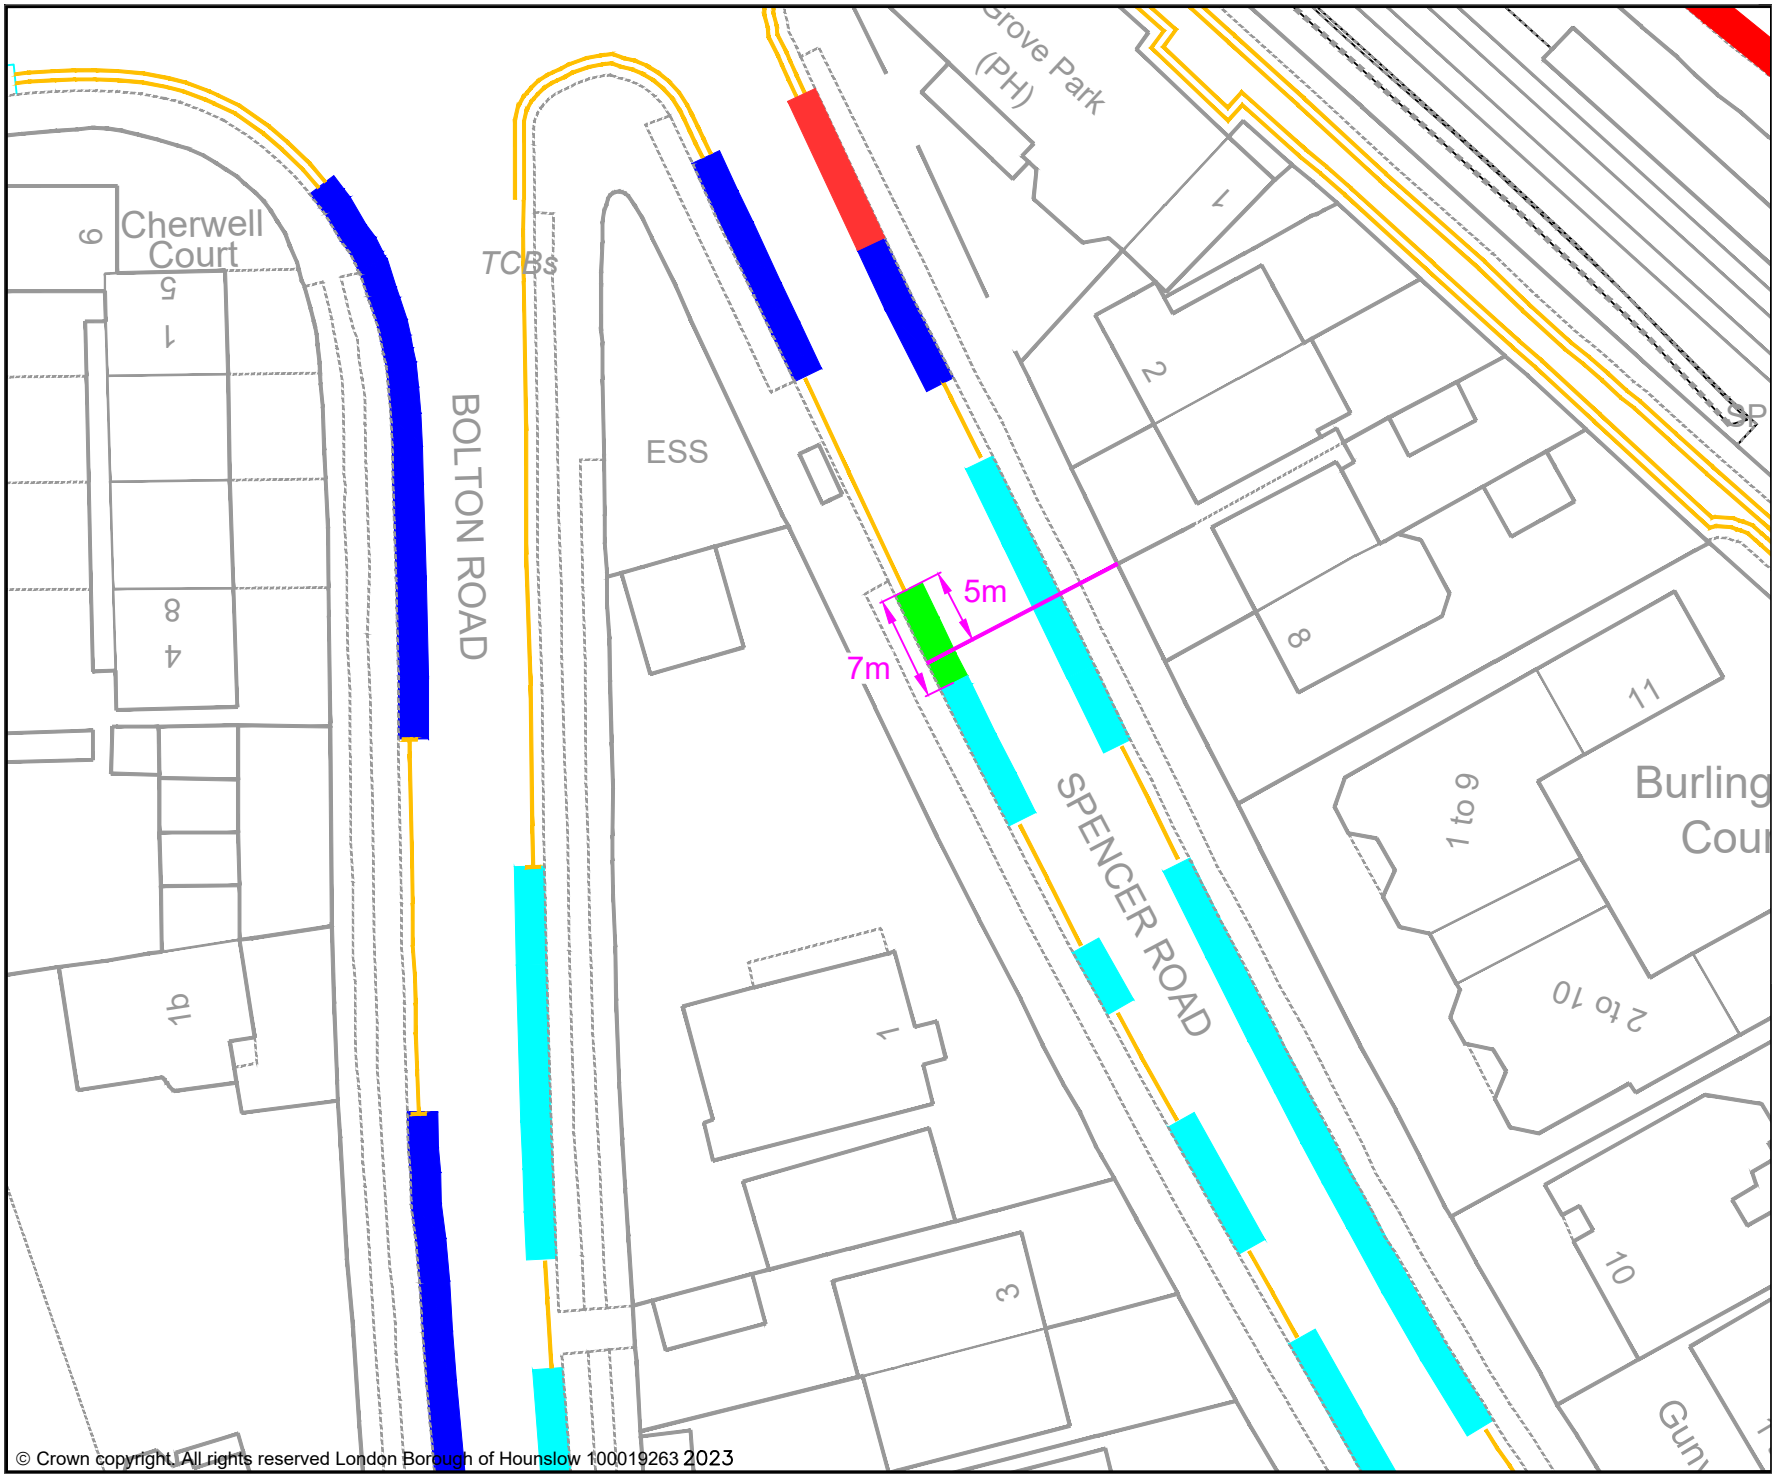 Grove Park
(PH)
Cherwell
Court
9
5
1
TCBs
1
2
SP
BOLTON ROAD
ESS
5m
7m
8
4
8
11
Burling
Cour
1 to 9
SPENCER ROAD
2 to 10
1b
1
3
10
Gunv
© Crown copyright. All rights reserved London Borough of Hounslow 100019263 2023